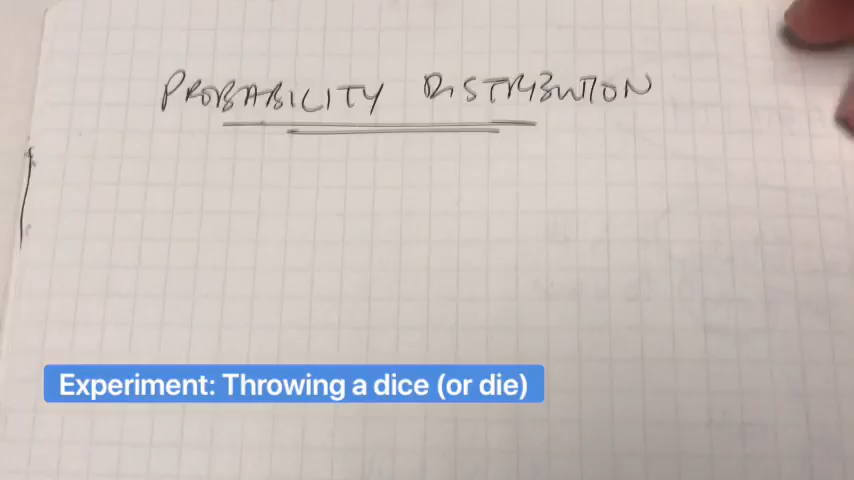 PROBABILITY DISTRIBUTION
Experiment: Throwing a dice (or die)